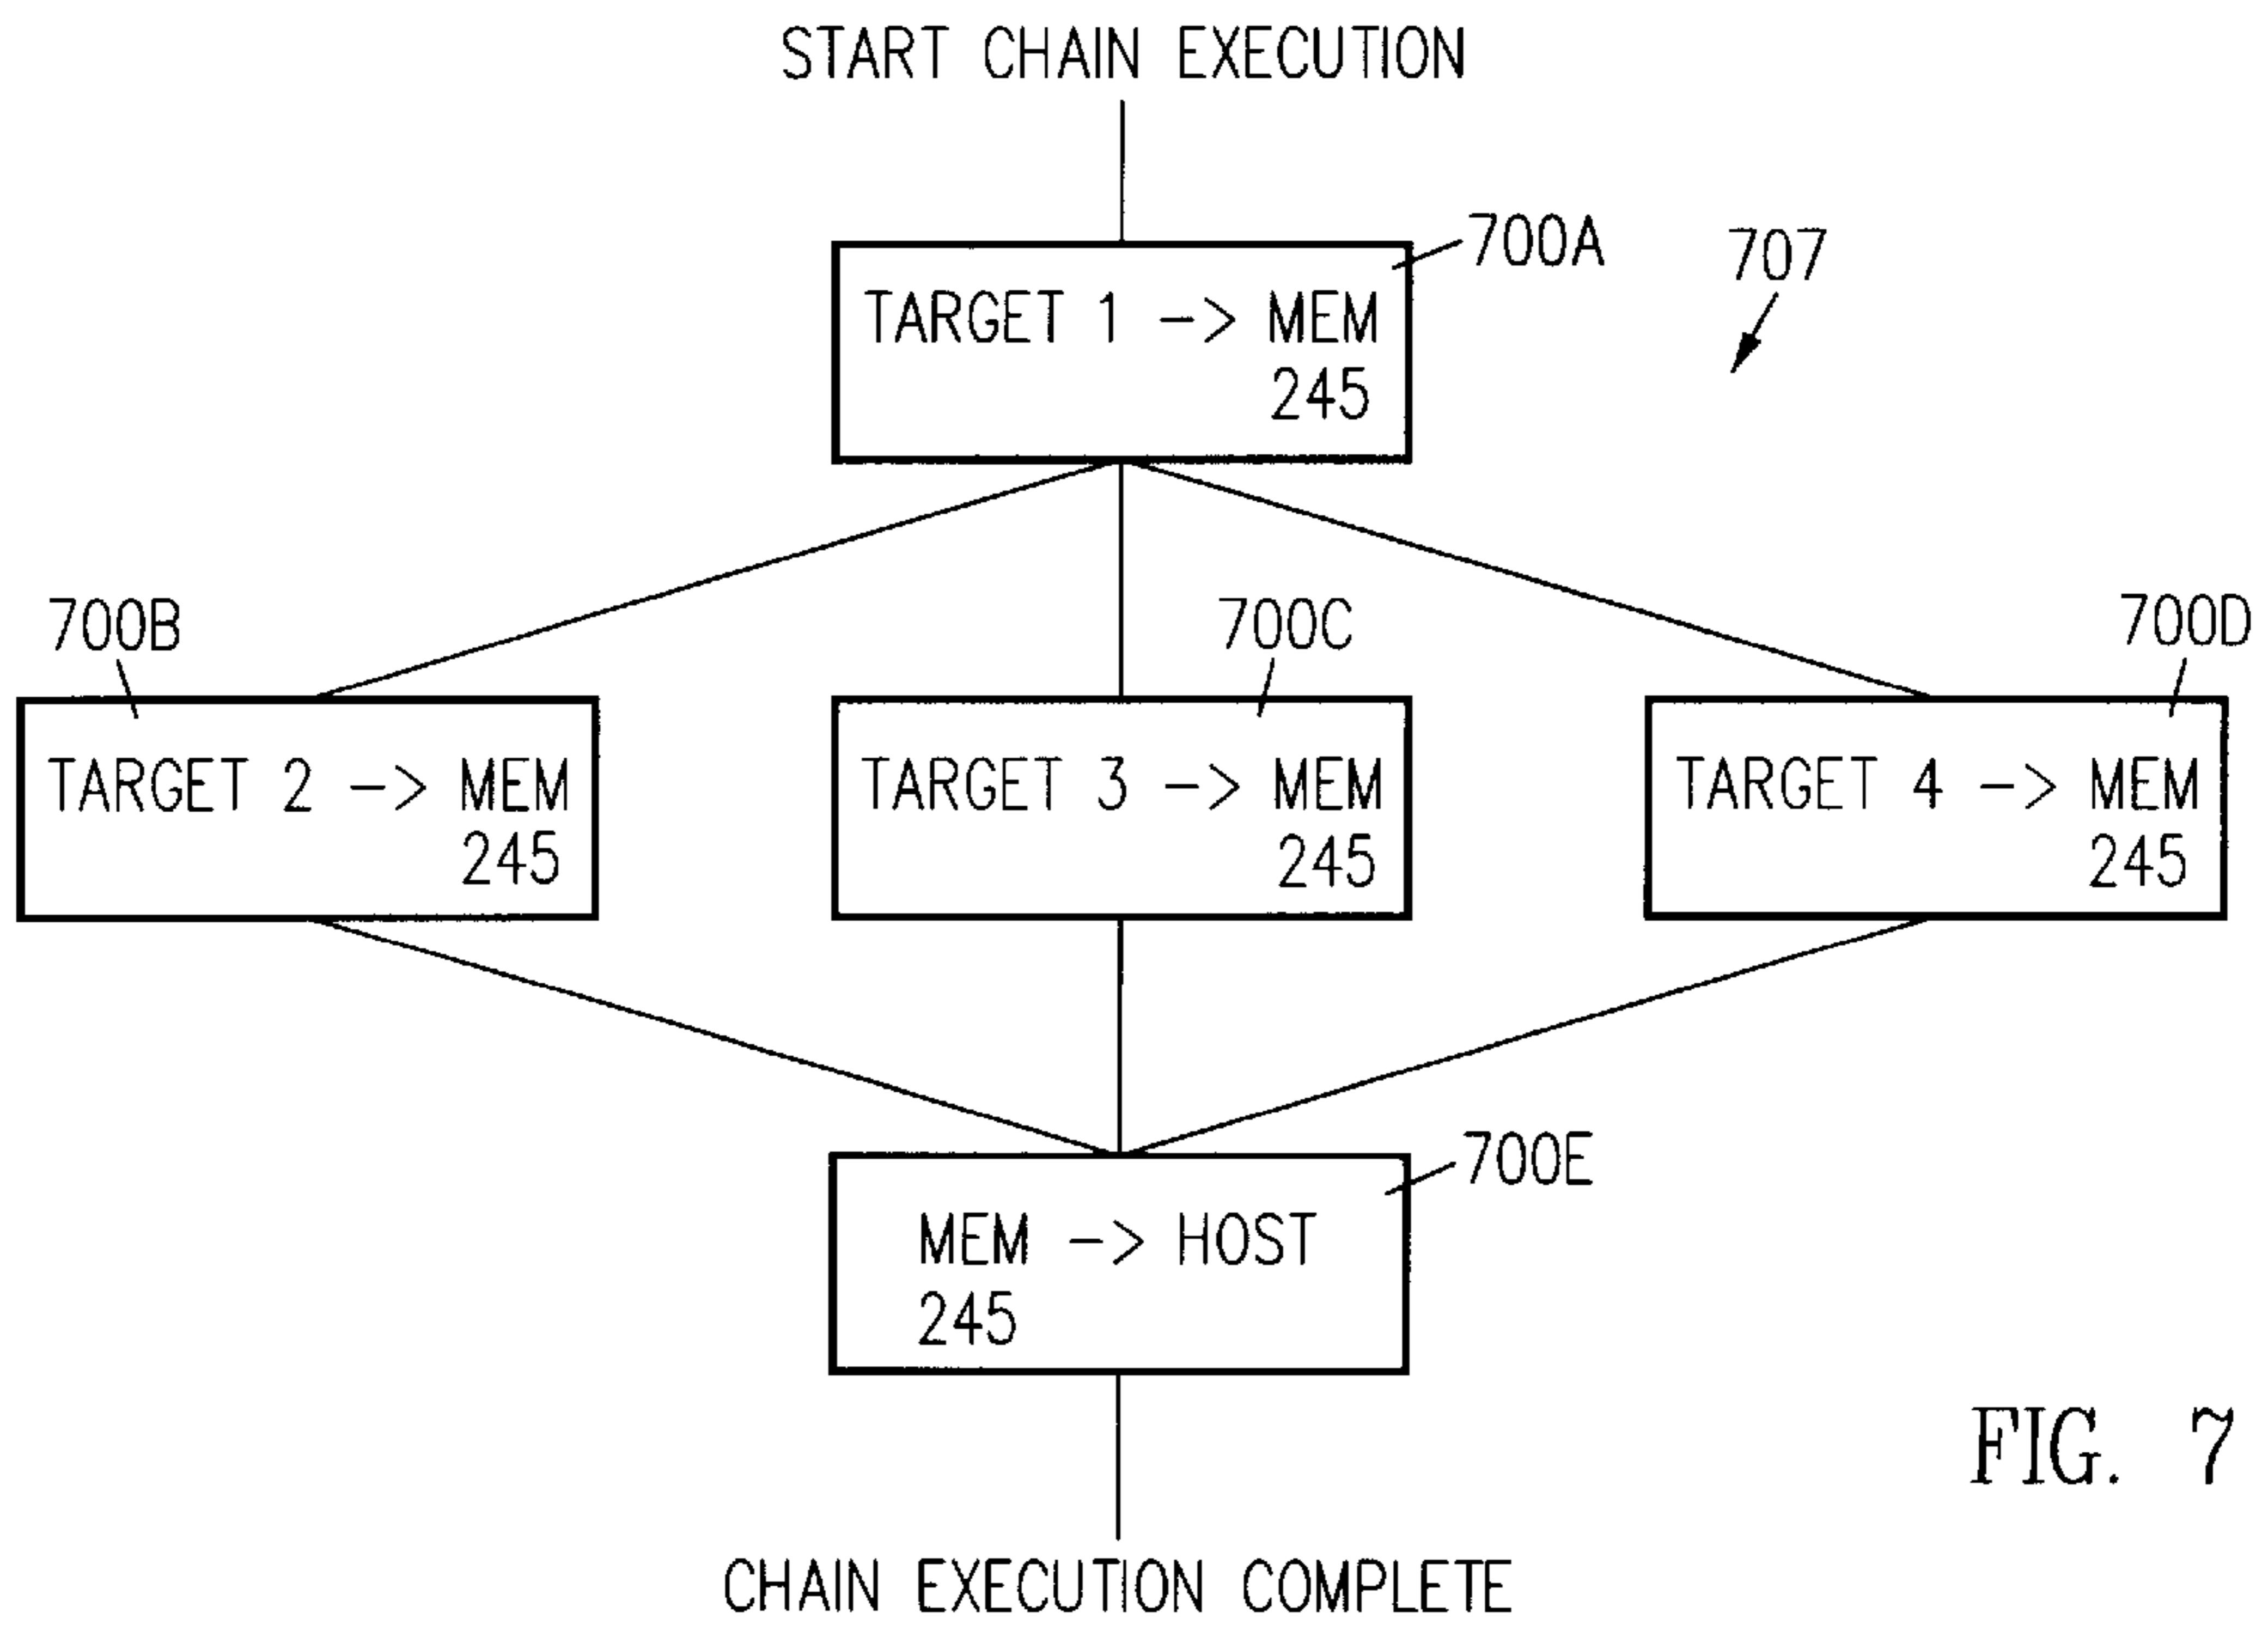 START CHAIN EXECUTION
700A
707
TARGET 1 -> MEM
245
700B
700C
700D
TARGET 2 -> MEM
245
TARGET 3 -> MEM
245
TARGET 4 -> MEM
245
700E
MEM -> HOST
245
FIG. 7
CHAIN EXECUTION COMPLETE